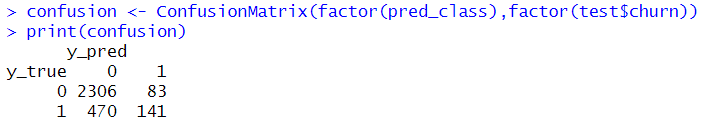 > confusion <- ConfusionMatrix(factor(pred_class),factor(test$churn))
> print(confusion)
y_pred
y_true 0 1
0 2306 83
1 470 141